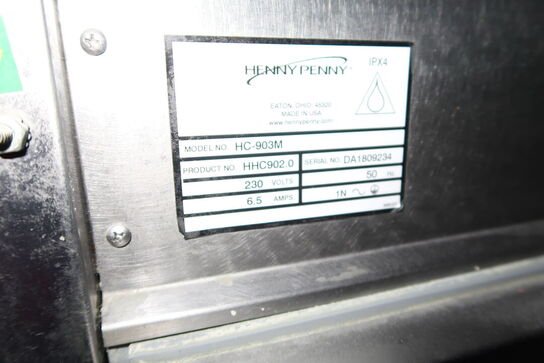 HENNY PENNY
IPX4
EATON, OHIO 45320
MADE IN USA
www.hennypenny.com
MODEL NO. HC-903M
PRODUCT NO. HHC902.0 SERIAL NO. DA1809234
230 VOLTS 50 Hz
6.5 AMPS 1N